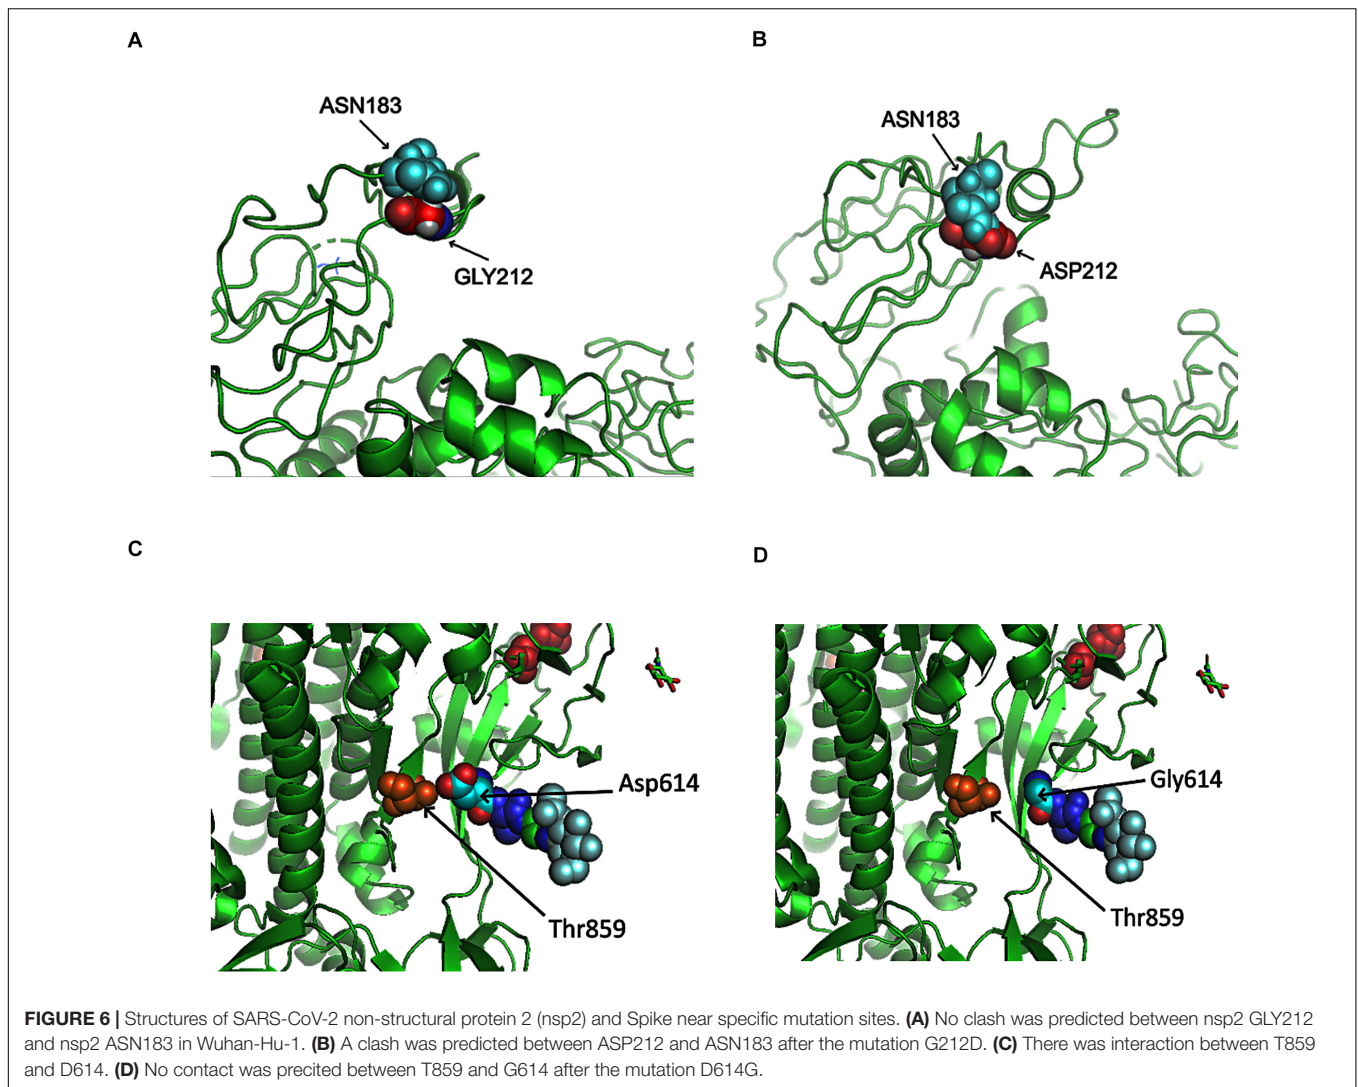 A
B
ASN183
GLY212
ASN183
ASP212
C
D
Asp614
Thr859
Gly614
Thr859
FIGURE 6 | Structures of SARS-CoV-2 non-structural protein 2 (nsp2) and Spike near specific mutation sites. (A) No clash was predicted between nsp2 GLY212
and nsp2 ASN183 in Wuhan-Hu-1. (B) A clash was predicted between ASP212 and ASN183 after the mutation G212D. (C) There was interaction between T859
and D614. (D) No contact was precited between T859 and G614 after the mutation D614G.